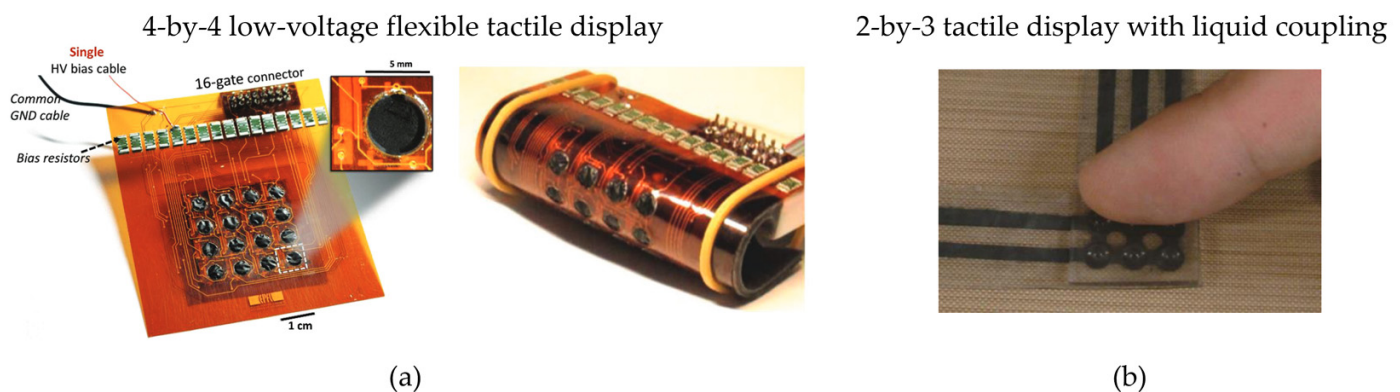 4-by-4 low-voltage flexible tactile display
2-by-3 tactile display with liquid coupling
Single
HV bias cable
16-gate connector
5 mm
Common
GND cable
Bias resistors
1 cm
(a)
(b)